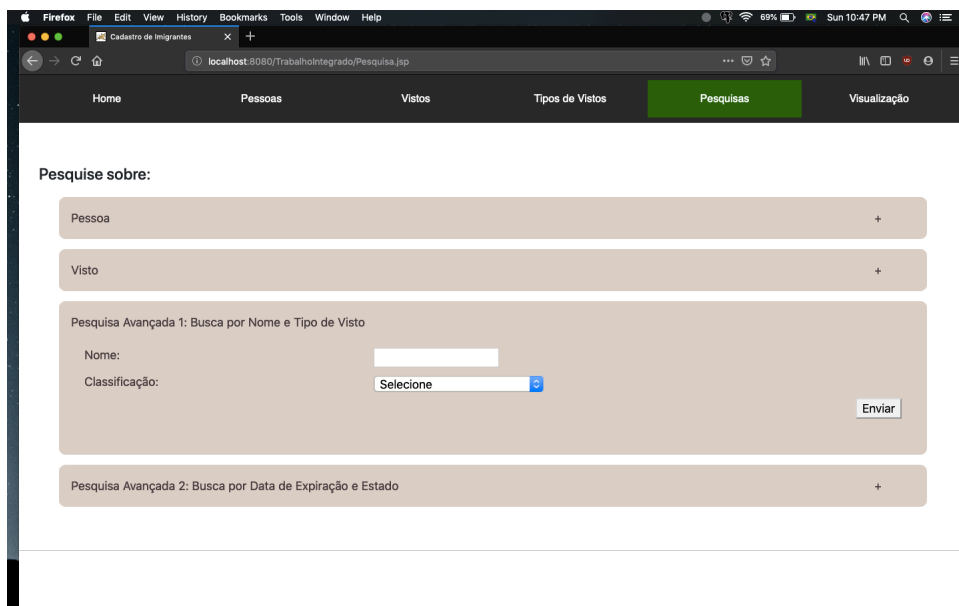 Firefox File Edit View History Bookmarks Tools Window Help 69% Sun 10:47 PM
Cadastro de Imigrantes
localhost:8080/TrabalhoIntegrado/Pesquisa.jsp
Home Pessoas Vistos Tipos de Vistos Pesquisas Visualização
Pesquise sobre:
Pessoa +
Visto +
Pesquisa Avançada 1: Busca por Nome e Tipo de Visto
Nome:
Classificação: Selecione
Enviar
Pesquisa Avançada 2: Busca por Data de Expiração e Estado +